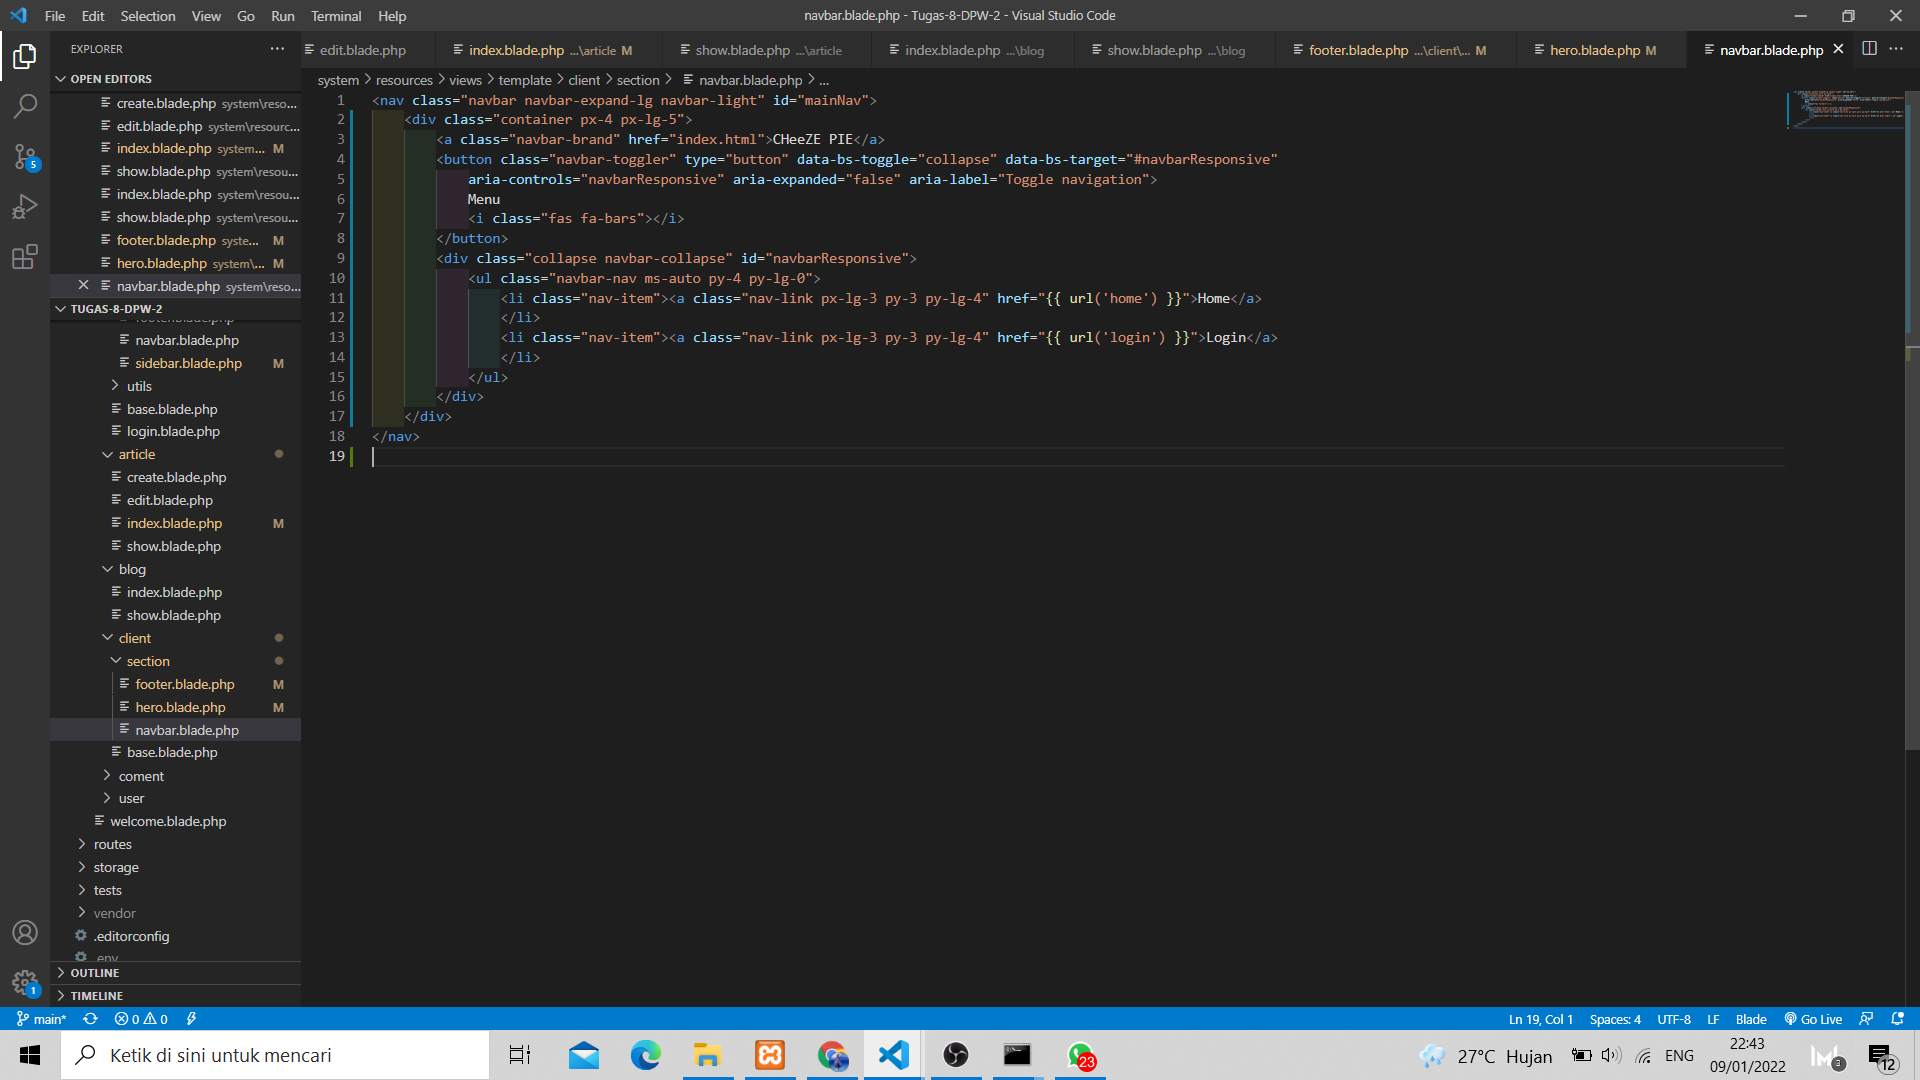 File Edit Selection View Go Run Terminal Help
navbar.blade.php - Tugas-8-DPW-2 - Visual Studio Code
EXPLORER
OPEN EDITORS
create.blade.php system\reso...
edit.blade.php system\resourc...
index.blade.php system... M
show.blade.php system\resou...
index.blade.php system\resou...
show.blade.php system\resou...
footer.blade.php syste... M
hero.blade.php system\... M
navbar.blade.php system\reso...
TUGAS-8-DPW-2
footer.blade.php
navbar.blade.php
sidebar.blade.php M
utils
base.blade.php
login.blade.php
article
create.blade.php
edit.blade.php
index.blade.php M
show.blade.php
blog
index.blade.php
show.blade.php
client
section
footer.blade.php M
hero.blade.php M
navbar.blade.php
base.blade.php
coment
user
welcome.blade.php
routes
storage
tests
vendor
.editorconfig
.env
OUTLINE
TIMELINE
5
1
edit.blade.php index.blade.php ...\article M show.blade.php ...\article index.blade.php ...\blog show.blade.php ...\blog footer.blade.php ...\client\... M hero.blade.php M navbar.blade.php
system > resources > views > template > client > section > navbar.blade.php > ...
1 <nav class="navbar navbar-expand-lg navbar-light" id="mainNav">
2 <div class="container px-4 px-lg-5">
3 <a class="navbar-brand" href="index.html">CHeeZE PIE</a>
4 <button class="navbar-toggler" type="button" data-bs-toggle="collapse" data-bs-target="#navbarResponsive"
5 aria-controls="navbarResponsive" aria-expanded="false" aria-label="Toggle navigation">
6 Menu
7 <i class="fas fa-bars"></i>
8 </button>
9 <div class="collapse navbar-collapse" id="navbarResponsive">
10 <ul class="navbar-nav ms-auto py-4 py-lg-0">
11 <li class="nav-item"><a class="nav-link px-lg-3 py-3 py-lg-4" href="{{ url('home') }}">Home</a>
12 </li>
13 <li class="nav-item"><a class="nav-link px-lg-3 py-3 py-lg-4" href="{{ url('login') }}">Login</a>
14 </li>
15 </ul>
16 </div>
17 </div>
18 </nav>
19
main* 0 0
Ln 19, Col 1 Spaces: 4 UTF-8 LF Blade Go Live
Ketik di sini untuk mencari
23
27°C Hujan
ENG
22:43
09/01/2022
3
12